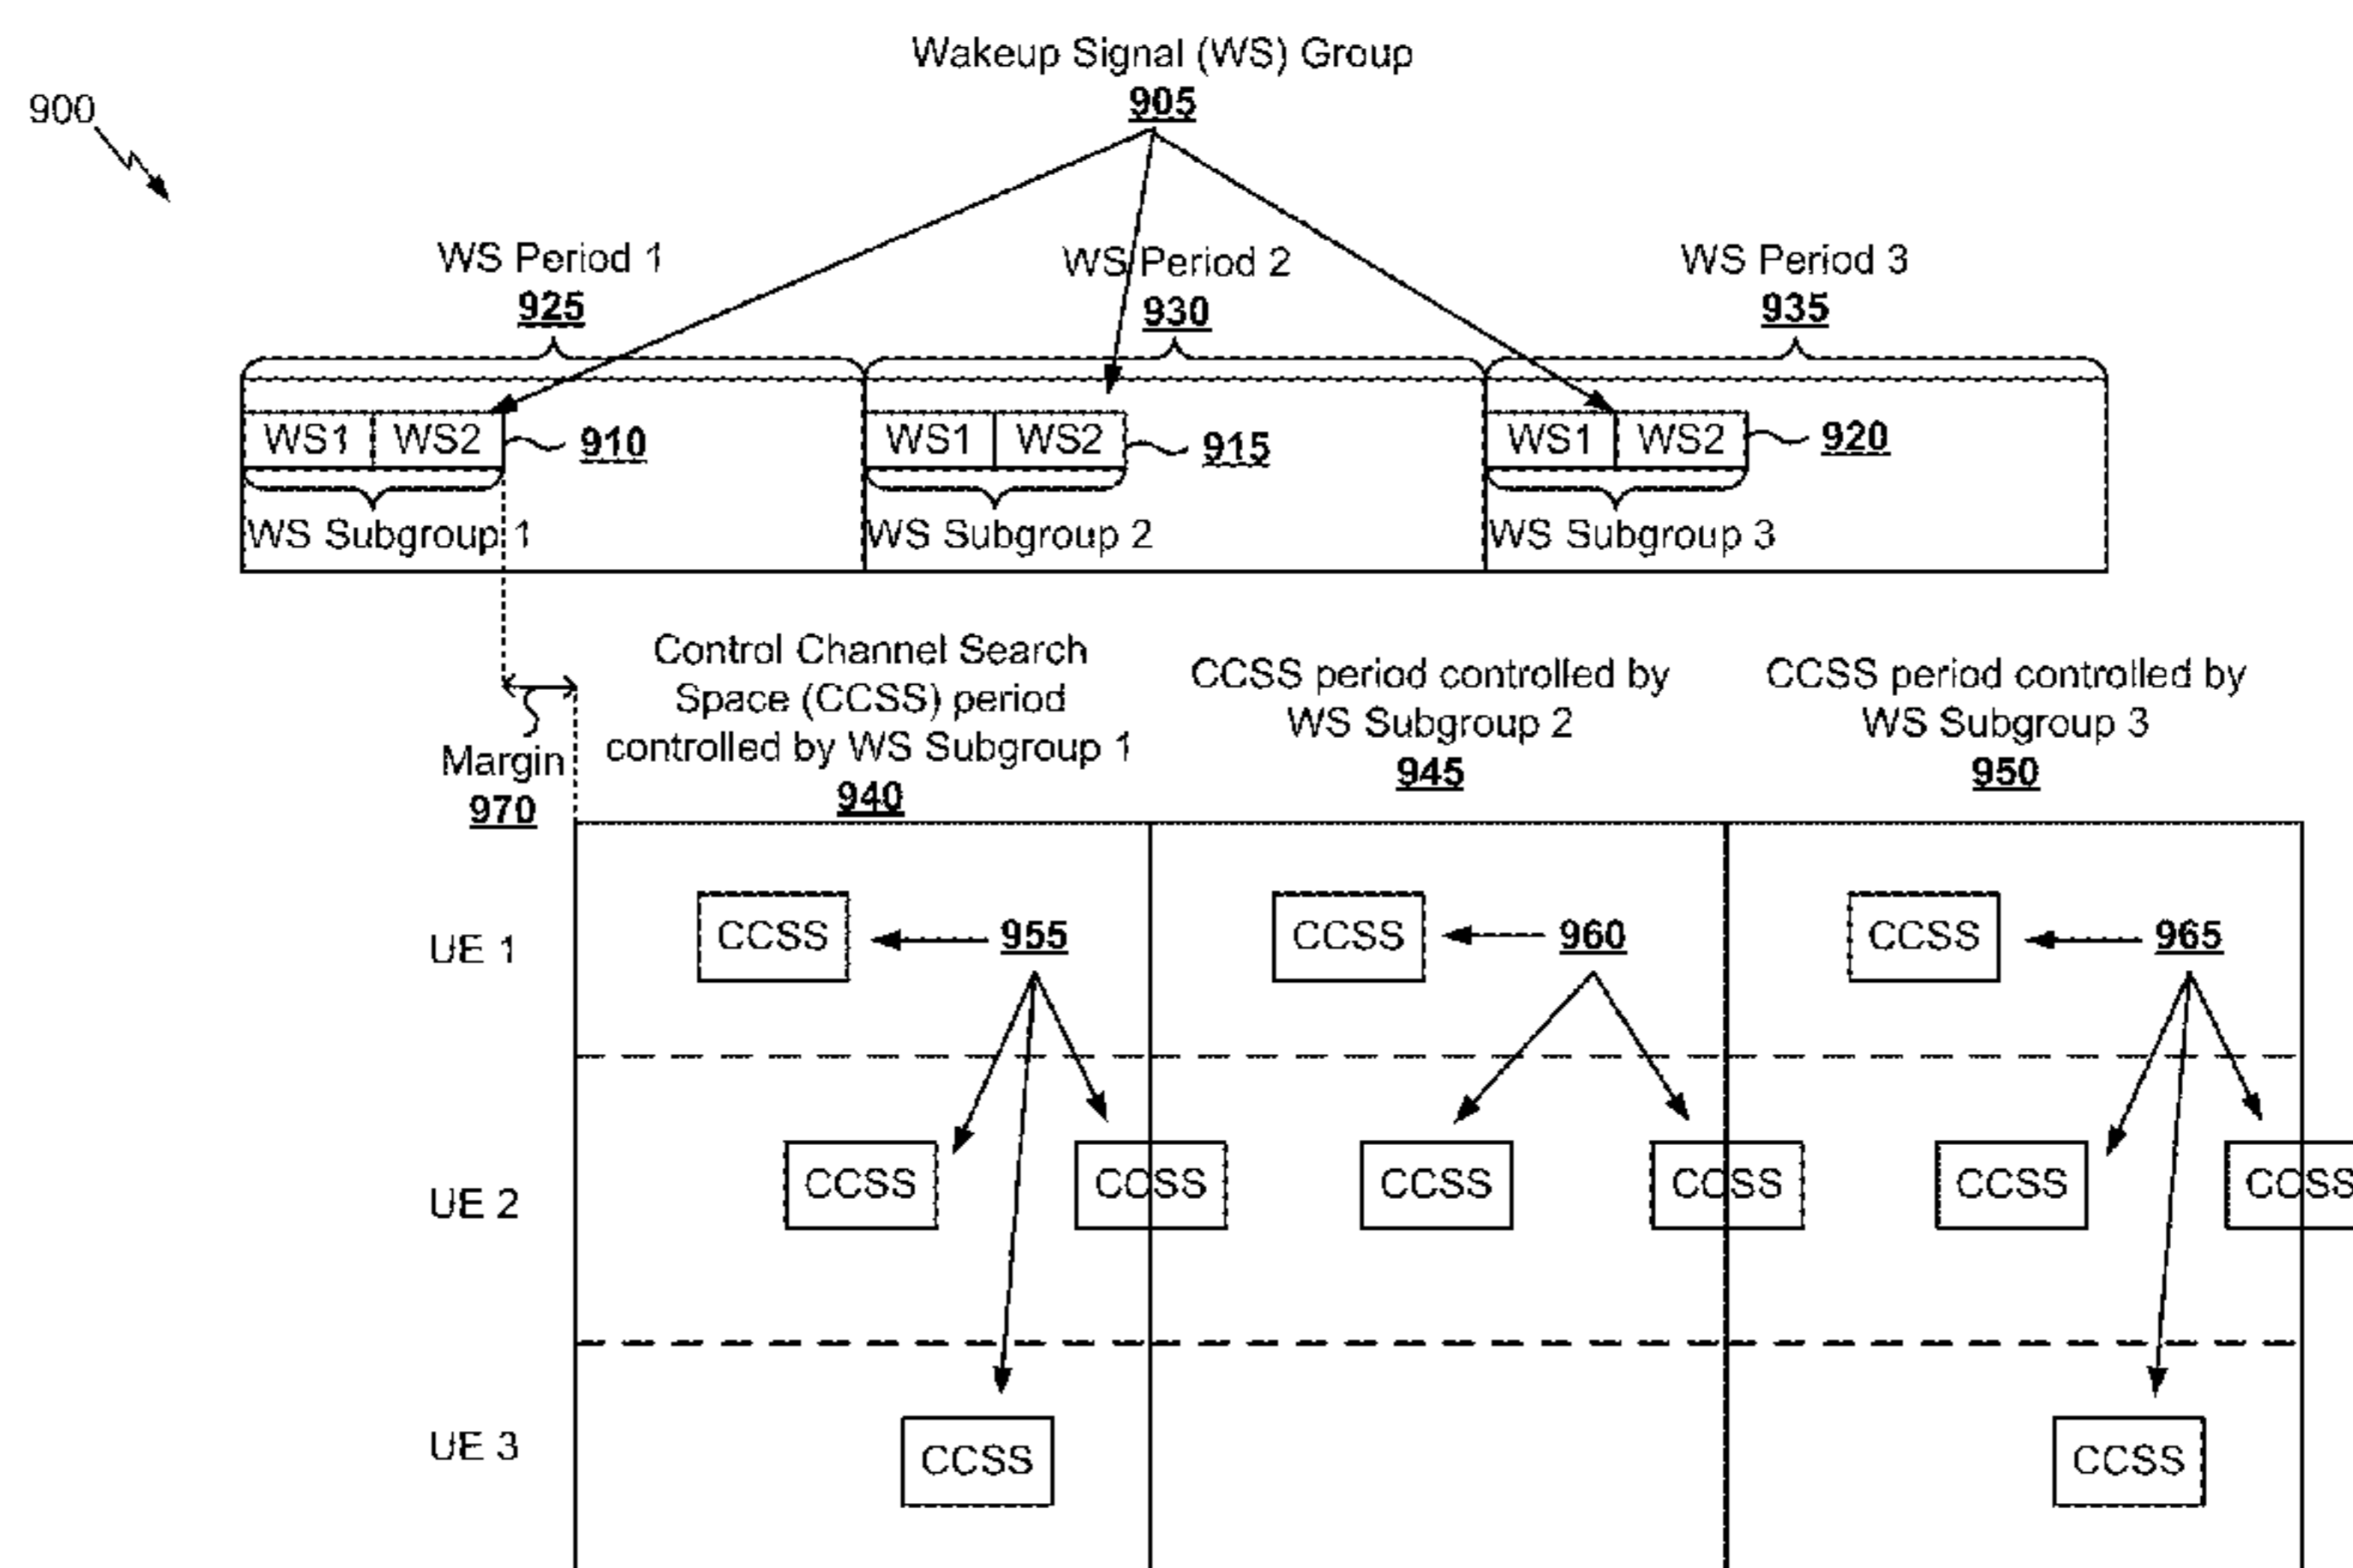 Wakeup Signal (WS) Group
905
900
WS Period 1
925
WS Period 2
930
WS Period 3
935
WS1 WS2 910
WS1 WS2 915
WS1 WS2 920
WS Subgroup 1
WS Subgroup 2
WS Subgroup 3
Margin
970
Control Channel Search
Space (CCSS) period
controlled by WS Subgroup 1
940
CCSS period controlled by
WS Subgroup 2
945
CCSS period controlled by
WS Subgroup 3
950
UE 1 CCSS 955 CCSS 960 CCSS 965
UE 2 CCSS CCSS CCSS CCSS CCSS CCSS
UE 3 CCSS CCSS